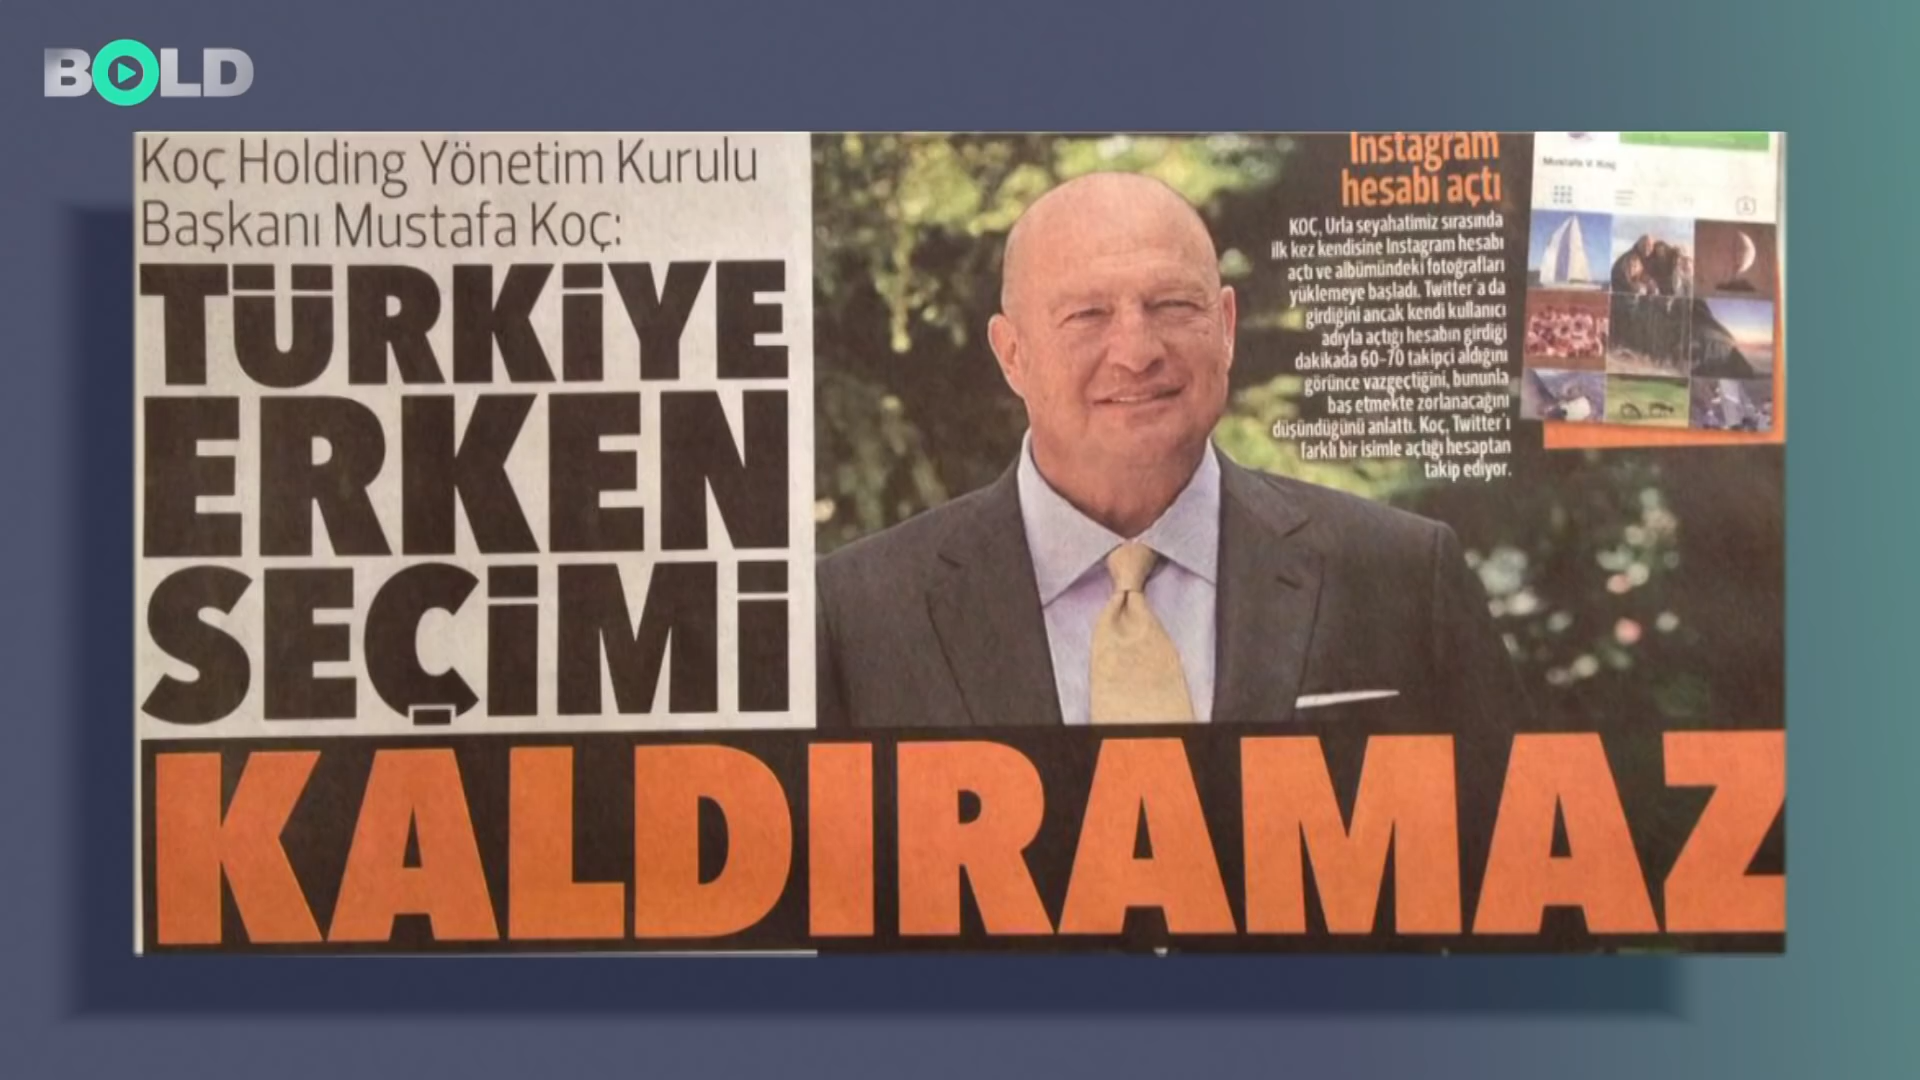 BOLD
Koç Holding Yönetim Kurulu
Başkanı Mustafa Koç:
TÜRKİYE
ERKEN
SEÇİMİ
KALDIRAMAZ
Instagram
hesabı açtı
KOÇ, Urla seyahatimiz sırasında
ilk kez kendisine Instagram hesabı
açtı ve albümündeki fotoğrafları
yüklemeye başladı. Twitter'a da
girdiğini ancak kendi kullanıcı
adıyla açtığı hesabın girdiği
dakikada 60-70 takipçi aldığını
görünce vazgeçtiğini, bununla
baş etmekte zorlanacağını
düşündüğünü anlattı. Koç, Twitter'ı
farklı bir isimle açtığı hesaptan
takip ediyor.
Mustafa V. Koç